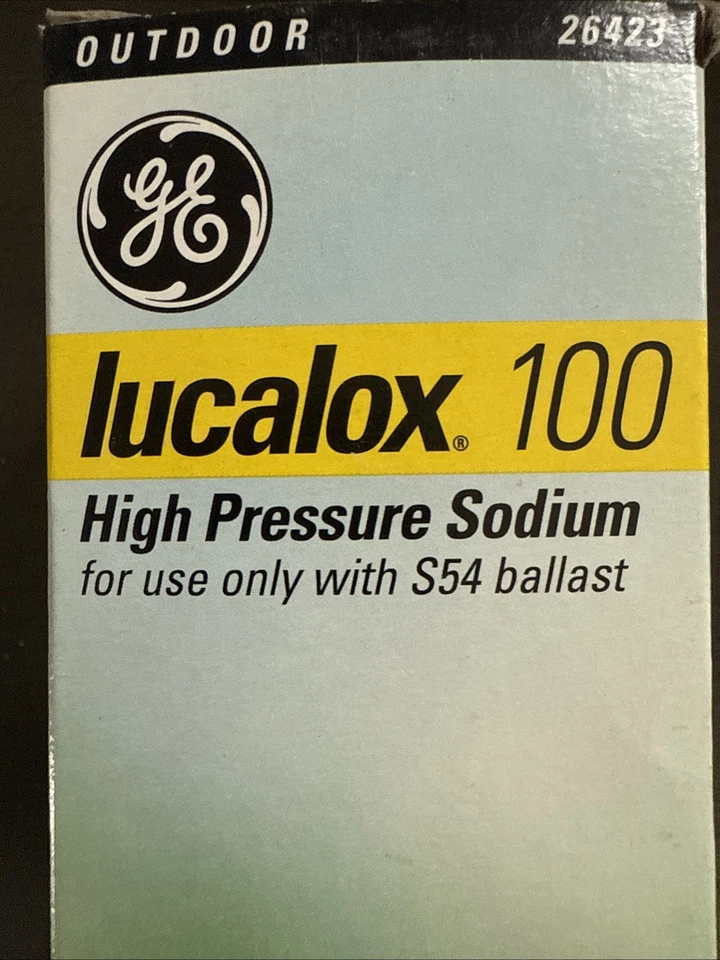 OUTDOOR 26423
GE
lucalox® 100
High Pressure Sodium
for use only with S54 ballast